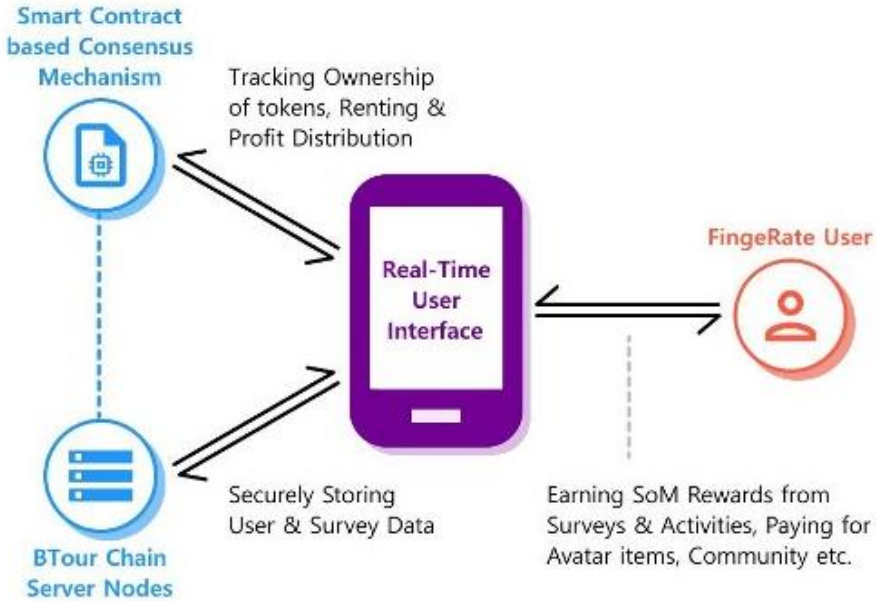 Smart Contract
based Consensus
Mechanism
Tracking Ownership
of tokens, Renting &
Profit Distribution
FingeRate User
Real-Time
User
Interface
Securely Storing
User & Survey Data
Earning SoM Rewards from
Surveys & Activities, Paying for
Avatar items, Community etc.
BTour Chain
Server Nodes